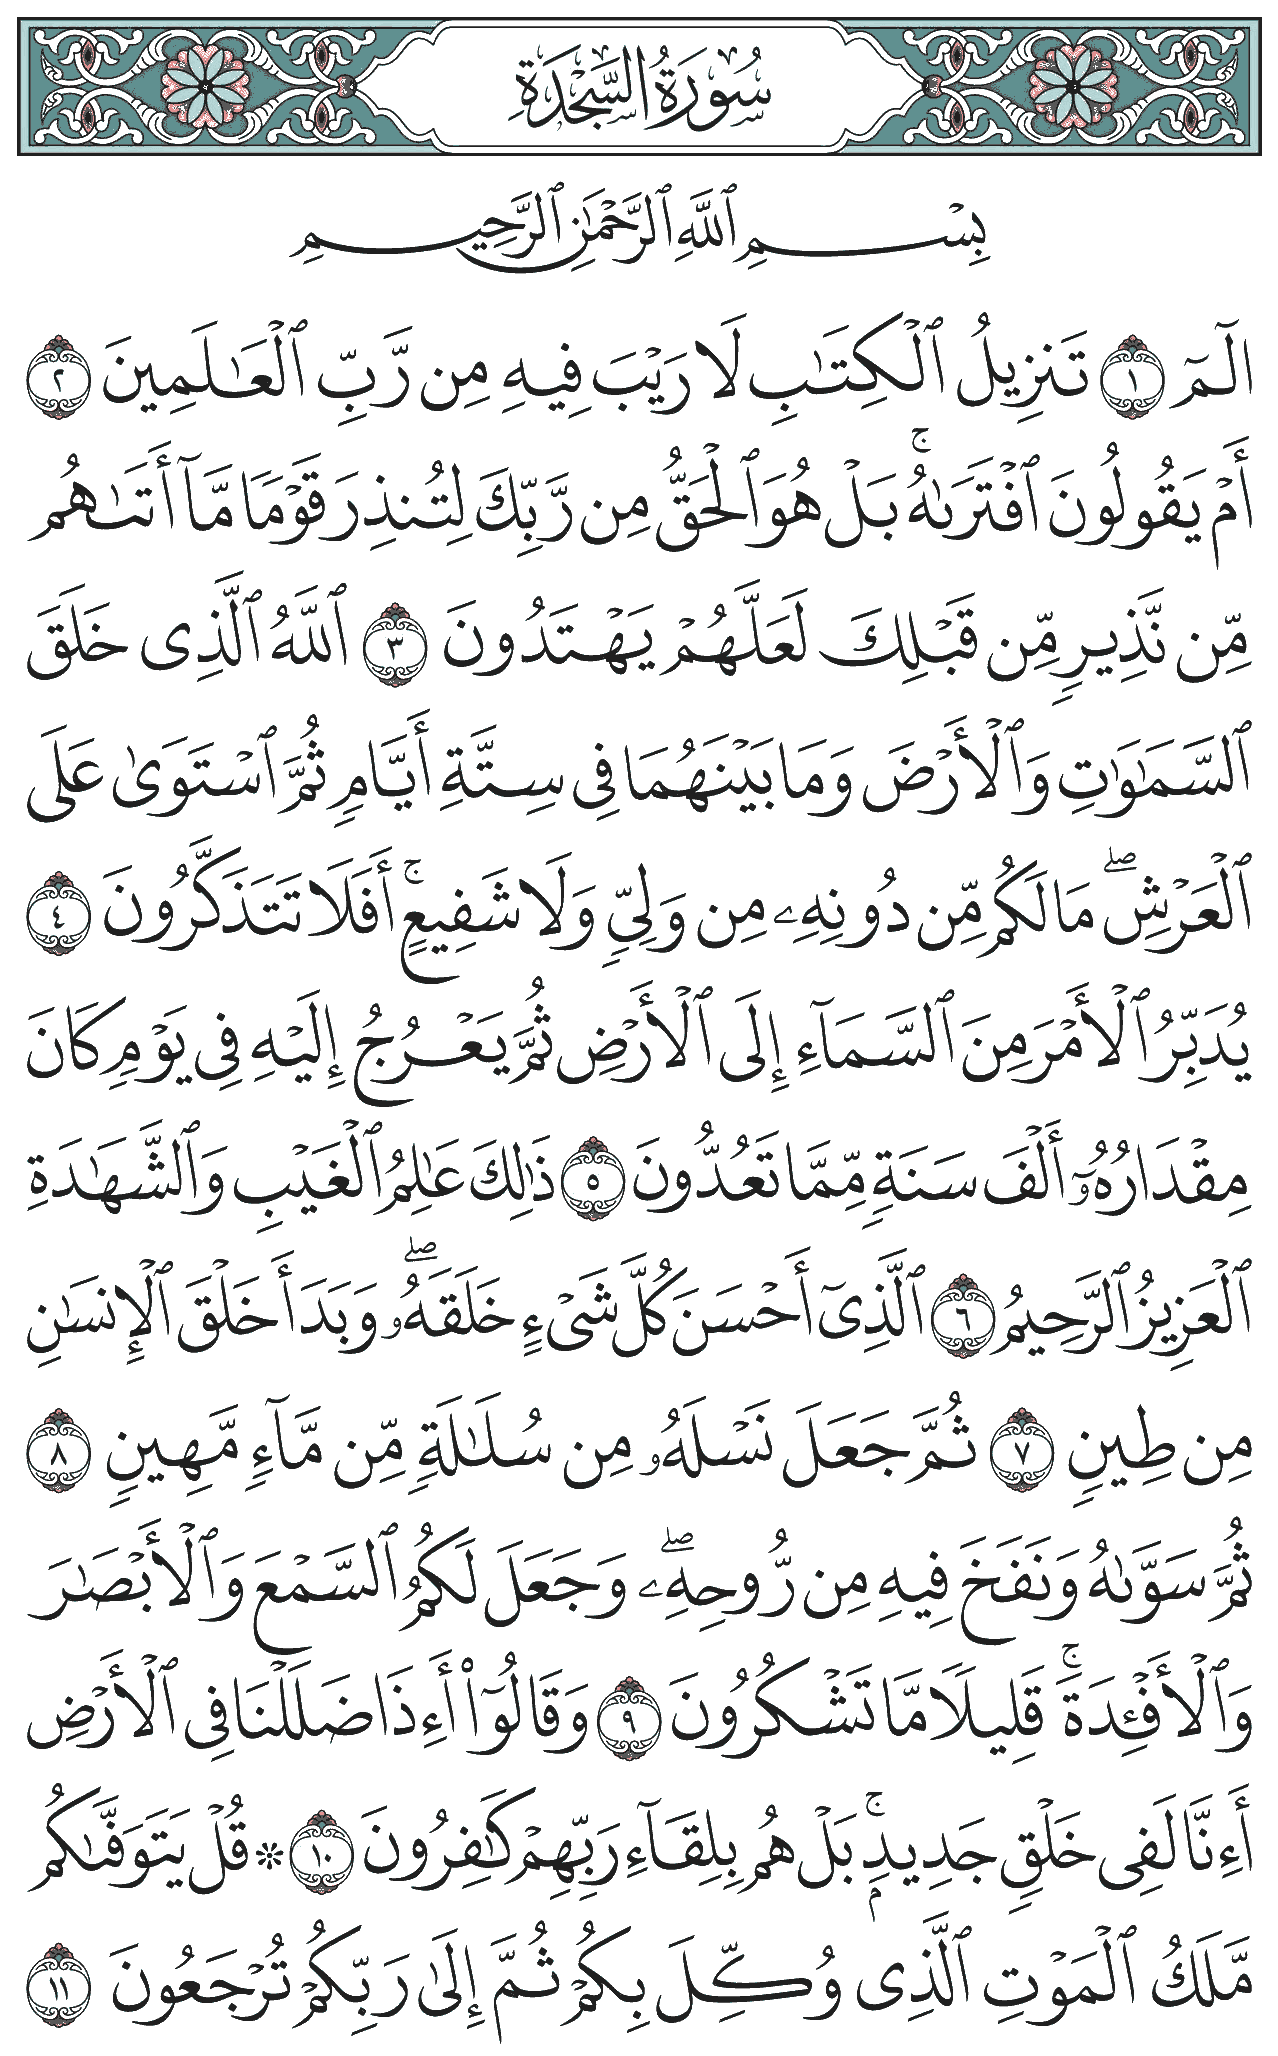 سُورَةُ السَّجْدَةِ
بِسْمِ ٱللَّهِ ٱلرَّحْمَٰنِ ٱلرَّحِيمِ
الٓمٓ ١ تَنزِيلُ ٱلْكِتَٰبِ لَا رَيْبَ فِيهِ مِن رَّبِّ ٱلْعَٰلَمِينَ ٢
أَمْ يَقُولُونَ ٱفْتَرَىٰهُ ۚ بَلْ هُوَ ٱلْحَقُّ مِن رَّبِّكَ لِتُنذِرَ قَوْمًا مَّآ أَتَىٰهُم
مِّن نَّذِيرٍ مِّن قَبْلِكَ لَعَلَّهُمْ يَهْتَدُونَ ٣ ٱللَّهُ ٱلَّذِى خَلَقَ
ٱلسَّمَٰوَٰتِ وَٱلْأَرْضَ وَمَا بَيْنَهُمَا فِى سِتَّةِ أَيَّامٍ ثُمَّ ٱسْتَوَىٰ عَلَى
ٱلْعَرْشِ ۖ مَا لَكُم مِّن دُونِهِۦ مِن وَلِىٍّ وَلَا شَفِيعٍ ۚ أَفَلَا تَتَذَكَّرُونَ ٤
يُدَبِّرُ ٱلْأَمْرَ مِنَ ٱلسَّمَآءِ إِلَى ٱلْأَرْضِ ثُمَّ يَعْرُجُ إِلَيْهِ فِى يَوْمٍ كَانَ
مِقْدَارُهُۥٓ أَلْفَ سَنَةٍ مِّمَّا تَعُدُّونَ ٥ ذَٰلِكَ عَٰلِمُ ٱلْغَيْبِ وَٱلشَّهَٰدَةِ
ٱلْعَزِيزُ ٱلرَّحِيمُ ٦ ٱلَّذِىٓ أَحْسَنَ كُلَّ شَىْءٍ خَلَقَهُۥ ۖ وَبَدَأَ خَلْقَ ٱلْإِنسَٰنِ
مِن طِينٍ ٧ ثُمَّ جَعَلَ نَسْلَهُۥ مِن سُلَٰلَةٍ مِّن مَّآءٍ مَّهِينٍ ٨
ثُمَّ سَوَّىٰهُ وَنَفَخَ فِيهِ مِن رُّوحِهِۦ ۖ وَجَعَلَ لَكُمُ ٱلسَّمْعَ وَٱلْأَبْصَٰرَ
وَٱلْأَفْـِٔدَةَ ۚ قَلِيلًا مَّا تَشْكُرُونَ ٩ وَقَالُوٓا۟ أَءِذَا ضَلَلْنَا فِى ٱلْأَرْضِ
أَءِنَّا لَفِى خَلْقٍ جَدِيدٍۭ ۚ بَلْ هُم بِلِقَآءِ رَبِّهِمْ كَٰفِرُونَ ١٠ ۞ قُلْ يَتَوَفَّىٰكُم
مَّلَكُ ٱلْمَوْتِ ٱلَّذِى وُكِّلَ بِكُمْ ثُمَّ إِلَىٰ رَبِّكُمْ تُرْجَعُونَ ١١